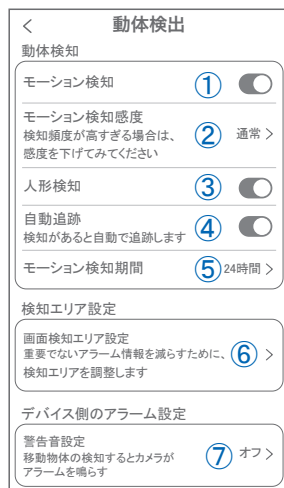 < 動体検出
動体検知
モーション検知 ①
モーション検知感度
検知頻度が高すぎる場合は、 ② 通常 >
感度を下げてみてください
人形検知 ③
自動追跡 ④
検知があると自動で追跡します
モーション検知期間 ⑤ 24時間 >
検知エリア設定
画面検知エリア設定
重要でないアラーム情報を減らすために、 ⑥ >
検知エリアを調整します
デバイス側のアラーム設定
警告音設定
移動物体の検知するとカメラが ⑦ オフ >
アラームを鳴らす